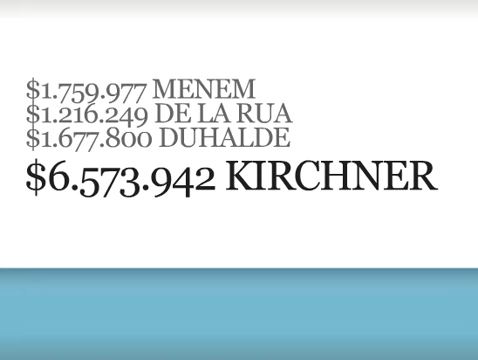 $1.759.977 MENEM
$1.216.249 DE LA RUA
$1.677.800 DUHALDE
$6.573.942 KIRCHNER